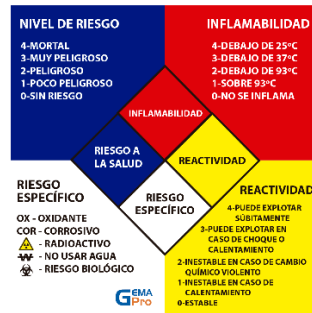 NIVEL DE RIESGO
4-MORTAL
3-MUY PELIGROSO
2-PELIGROSO
1-POCO PELIGROSO
0-SIN RIESGO
INFLAMABILIDAD
4-DEBAJO DE 25ºC
3-DEBAJO DE 37ºC
2-DEBAJO DE 93ºC
1-SOBRE 93ºC
0-NO SE INFLAMA
INFLAMABILIDAD
RIESGO A
LA SALUD
REACTIVIDAD
RIESGO
ESPECÍFICO
RIESGO
ESPECÍFICO
OX - OXIDANTE
COR - CORROSIVO
- RADIOACTIVO
- NO USAR AGUA
- RIESGO BIOLÓGICO
REACTIVIDAD
4-PUEDE EXPLOTAR
SÚBITAMENTE
3-PUEDE EXPLOTAR EN
CASO DE CHOQUE O
CALENTAMIENTO
2-INESTABLE EN CASO DE CAMBIO
QUÍMICO VIOLENTO
1-INESTABLE EN CASO DE
CALENTAMIENTO
0-ESTABLE
GEMA
Pro